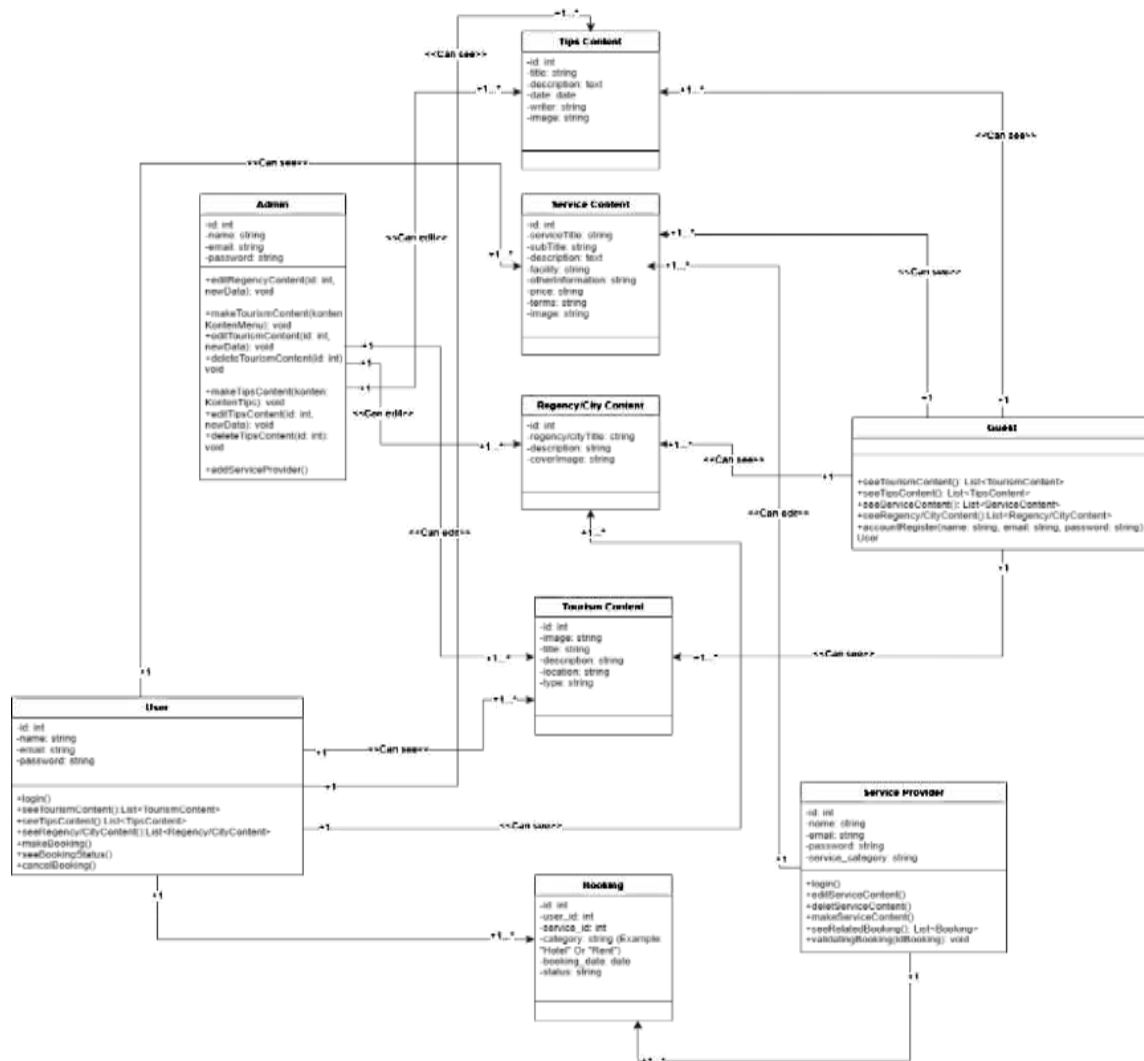 +1...*
<<Can see>>
Tips Content
-id: int
-title: string
-description: text
-date: date
-writer: string
-image: string
+1...*
+1...*
<<Can see>>
<<Can see>>
Admin
-id: int
-name: string
-email: string
-password: string
+editRegencyContent(id: int,
newData): void
+makeTourismContent(konten
KontenMenu): void
+editTourismContent(id: int,
newData): void
+deleteTourismContent(id: int)
void
+makeTipsContent(konten:
KontenTips): void
+editTipsContent(id: int,
newData): void
+deleteTipsContent(id: int):
void
+addServiceProvider()
<<Can edit>>
+1...*
Service Content
-id: int
-serviceTitle: string
-subTitle: string
-description: text
-facility: string
-otherInformation: string
-price: string
-terms: string
-image: string
+1...*
+1...*
<<Can see>>
+1
+1
+1
<<Can edit>>
+1...*
Regency/City Content
-id: int
-regency/cityTitle: string
-description: string
-coverImage: string
+1...*
<<Can see>>
+1
+1
+1
Guest
+seeTourismContent(): List<TourismContent>
+seeTipsContent(): List<TipsContent>
+seeServiceContent(): List<ServiceContent>
+seeRegency/CityContent():List<Regency/CityContent>
+accountRegister(name: string, email: string, password: string)
User
+1
<<Can edit>>
<<Can edit>>
+1...*
Tourism Content
-id: int
-image: string
-title: string
-description: string
-location: string
-type: string
+1...*
+1...*
+1...*
<<Can see>>
+1
User
-id: int
-name: string
-email: string
-password: string
+login()
+seeTourismContent():List<TourismContent>
+seeTipsContent():List<TipsContent>
+seeRegency/CityContent():List<Regency/CityContent>
+makeBooking()
+seeBookingStatus()
+cancelBooking()
+1
<<Can see>>
+1
+1
<<Can see>>
+1
Service Provider
-id: int
-name: string
-email: string
-password: string
-service_category: string
+login()
+editServiceContent()
+deletServiceContent()
+makeServiceContent()
+seeRelatedBooking(): List<Booking>
+validatingBooking(idBooking): void
+1
+1
+1...*
Booking
-id: int
-user_id: int
-service_id: int
-category: string (Example:
"Hotel" Or "Rent")
-booking_date: date
-status: string
+1...*